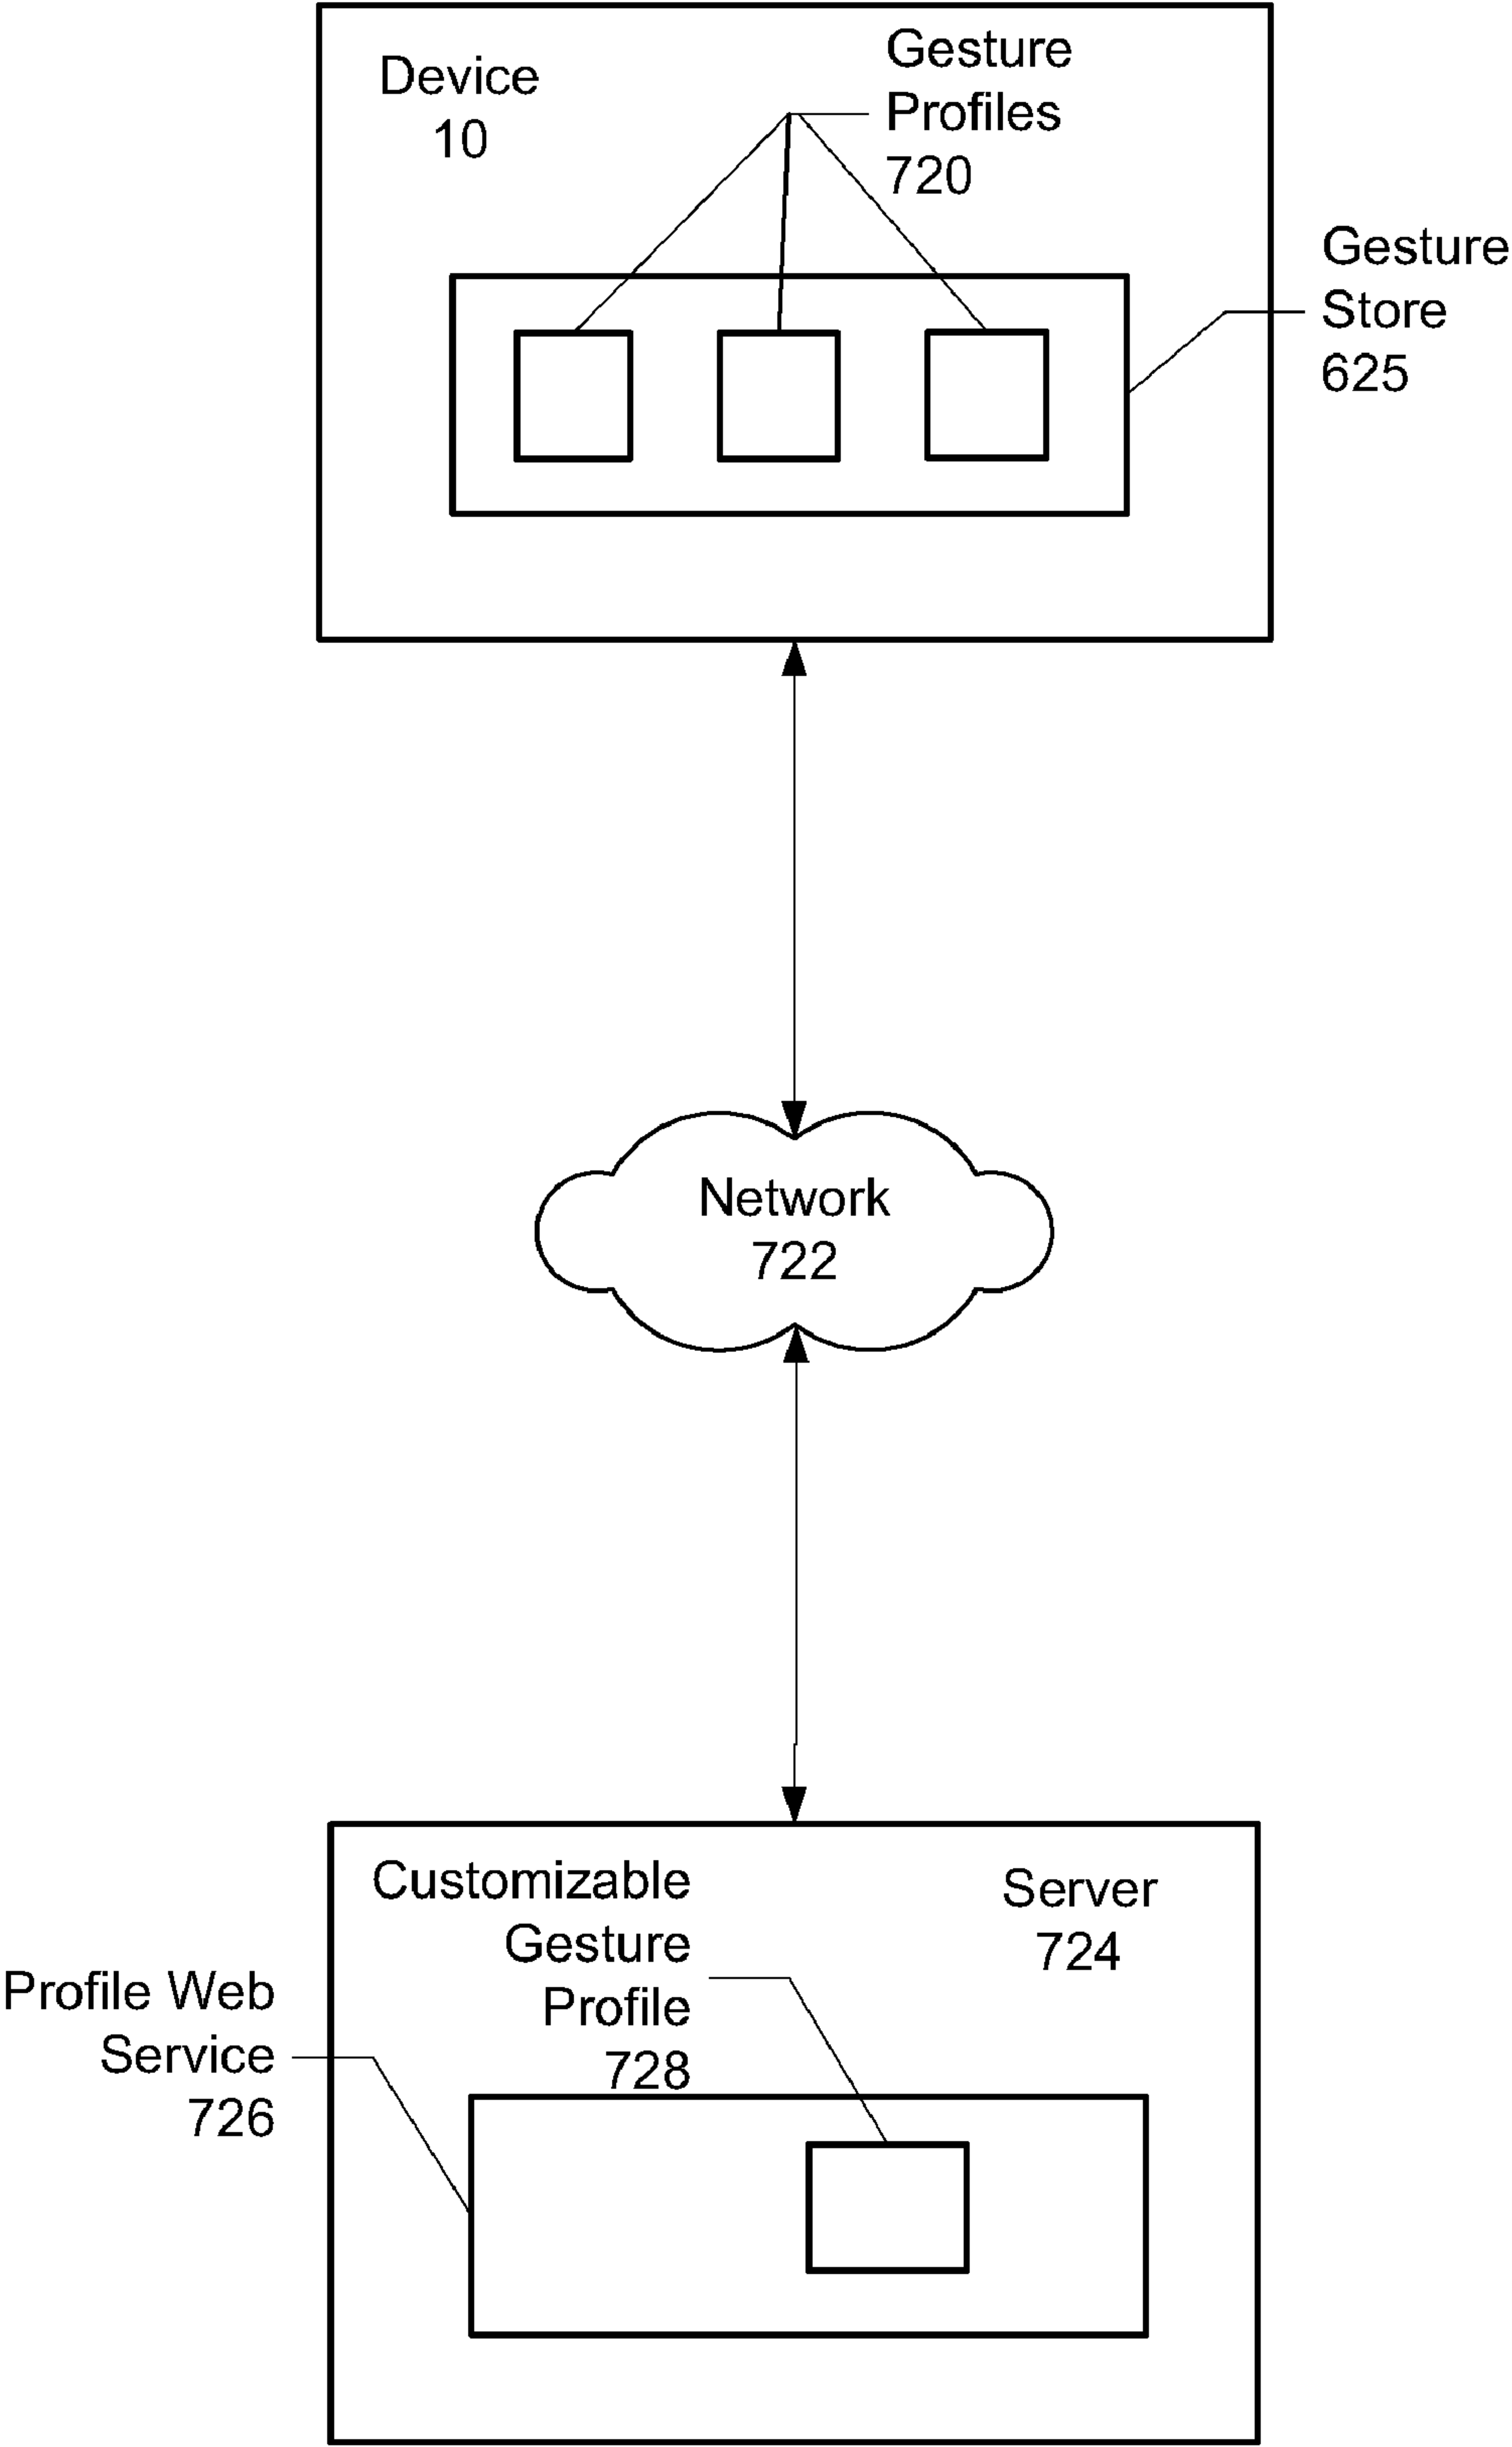 Device
10
Gesture
Profiles
720
Gesture
Store
625
Network
722
Customizable
Gesture
Profile
728
Server
724
Profile Web
Service
726